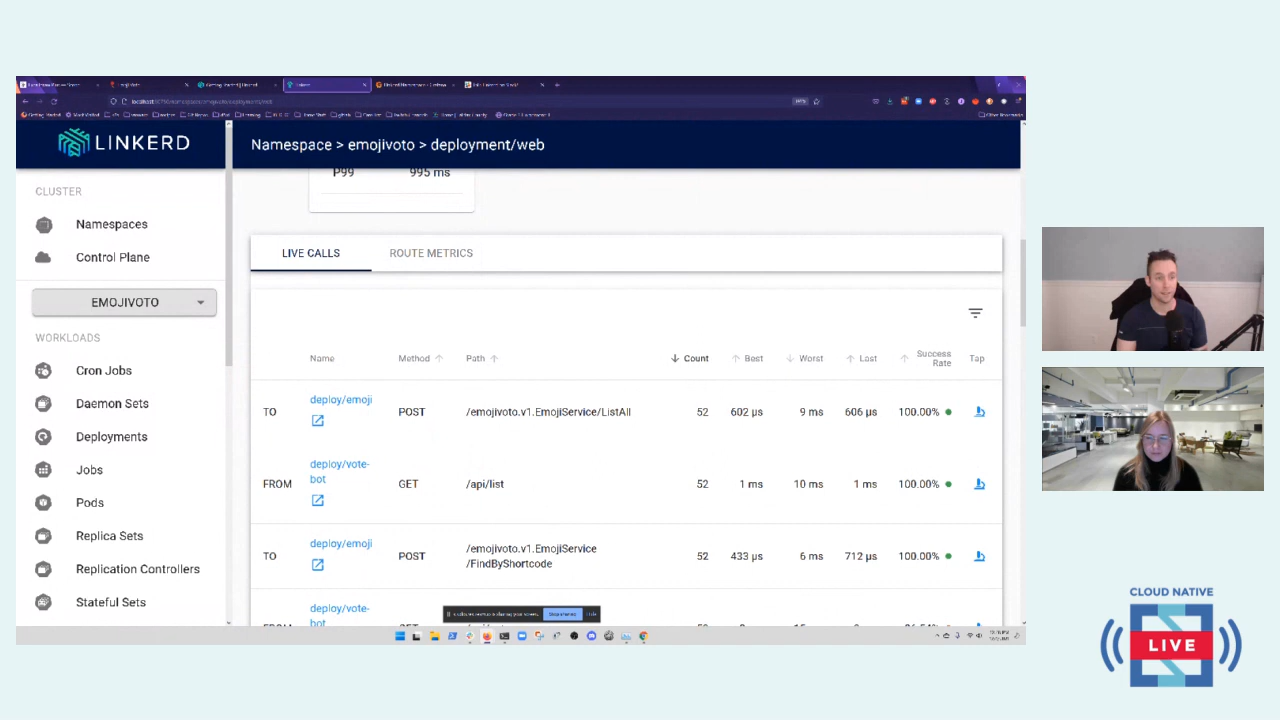 LINKERD
Namespace > emojivoto > deployment/web
CLUSTER
Namespaces
Control Plane
EMOJIVOTO
WORKLOADS
Cron Jobs
Daemon Sets
Deployments
Jobs
Pods
Replica Sets
Replication Controllers
Stateful Sets
P99 995 ms
LIVE CALLS ROUTE METRICS
Name Method Path Count Best Worst Last Success Rate Tap
TO deploy/emoji POST /emojivoto.v1.EmojiService/ListAll 52 602 µs 9 ms 606 µs 100.00%
FROM deploy/vote-bot GET /api/list 52 1 ms 10 ms 1 ms 100.00%
TO deploy/emoji POST /emojivoto.v1.EmojiService
/FindByShortcode 52 433 µs 6 ms 712 µs 100.00%
deploy/vote-
bot
CLOUD NATIVE
LIVE